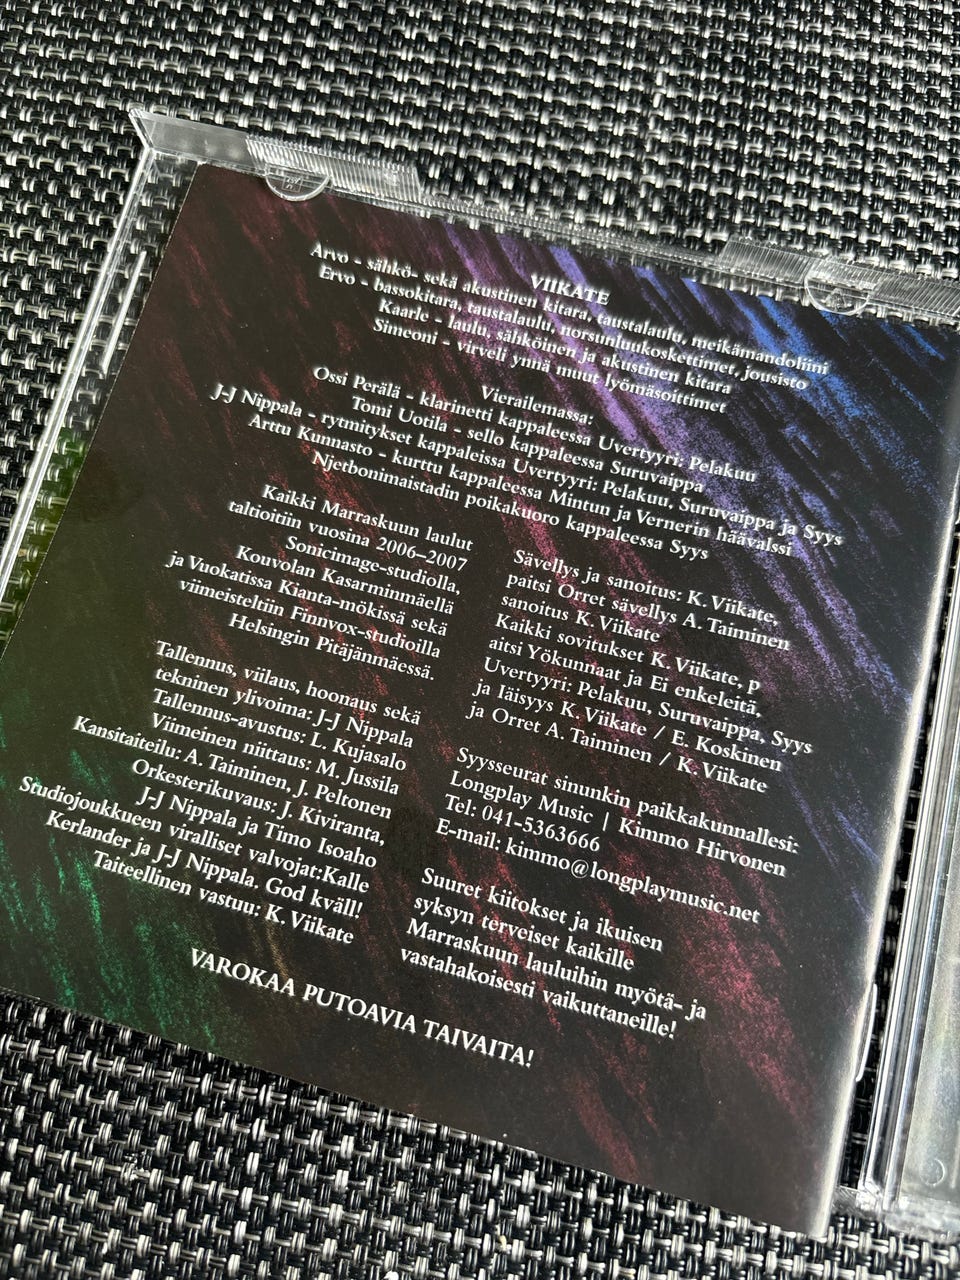 VIIKATE
Arvo - sähkö- sekä akustinen kitara, taustalaulu, meikämandoliini
Ervo - bassokitara, taustalaulu, norsunluukoskettimet, jousisto
Kaarle - laulu, sähköinen ja akustinen kitara
Simeoni - virveli ynnä muut lyömäsoittimet
Vierailemassa:
Ossi Perälä - klarinetti kappaleessa Uvertyyri: Pelakuu
Tomi Uotila - sello kappaleessa Suruvaippa
J-J Nippala - rytmitykset kappaleissa Uvertyyri: Pelakuu, Suruvaippa ja Syys
Arttu Kunnasto - kurttu kappaleessa Mintun ja Vernerin häävalssi
Njetbonimaistadin poikakuoro kappaleessa Syys
Kaikki Marraskuun laulut
taltioitiin vuosina 2006–2007
Sonicimage-studiolla,
Kouvolan Kasarminmäellä
ja Vuokatissa Kianta-mökissä sekä
viimeisteltiin Finnvox-studioilla
Helsingin Pitäjänmäessä.
Tallennus, viilaus, hoonaus sekä
tekninen ylivoima: J-J Nippala
Tallennus-avustus: L. Kujasalo
Viimeinen niittaus: M. Jussila
Kansitaiteilu: A. Taiminen, J. Peltonen
Orkesterikuvaus: J. Kiviranta,
J-J Nippala ja Timo Isoaho
Studiojoukkueen viralliset valvojat:Kalle
Kerlander ja J-J Nippala. God kväll!
Taiteellinen vastuu: K. Viikate
Sävellys ja sanoitus: K. Viikate,
paitsi Orret sävellys A. Taiminen
sanoitus K. Viikate
Kaikki sovitukset K. Viikate, p
aitsi Yökunnaat ja Ei enkeleitä,
Uvertyyri: Pelakuu, Suruvaippa, Syys
ja Iäisyys K. Viikate / E. Koskinen
ja Orret A. Taiminen / K. Viikate
Syysseurat sinunkin paikkakunnallesi:
Longplay Music | Kimmo Hirvonen
Tel: 041-5363666
E-mail: kimmo@longplaymusic.net
Suuret kiitokset ja ikuisen
syksyn terveiset kaikille
Marraskuun lauluihin myötä- ja
vastahakoisesti vaikuttaneille!
VAROKAA PUTOAVIA TAIVAITA!